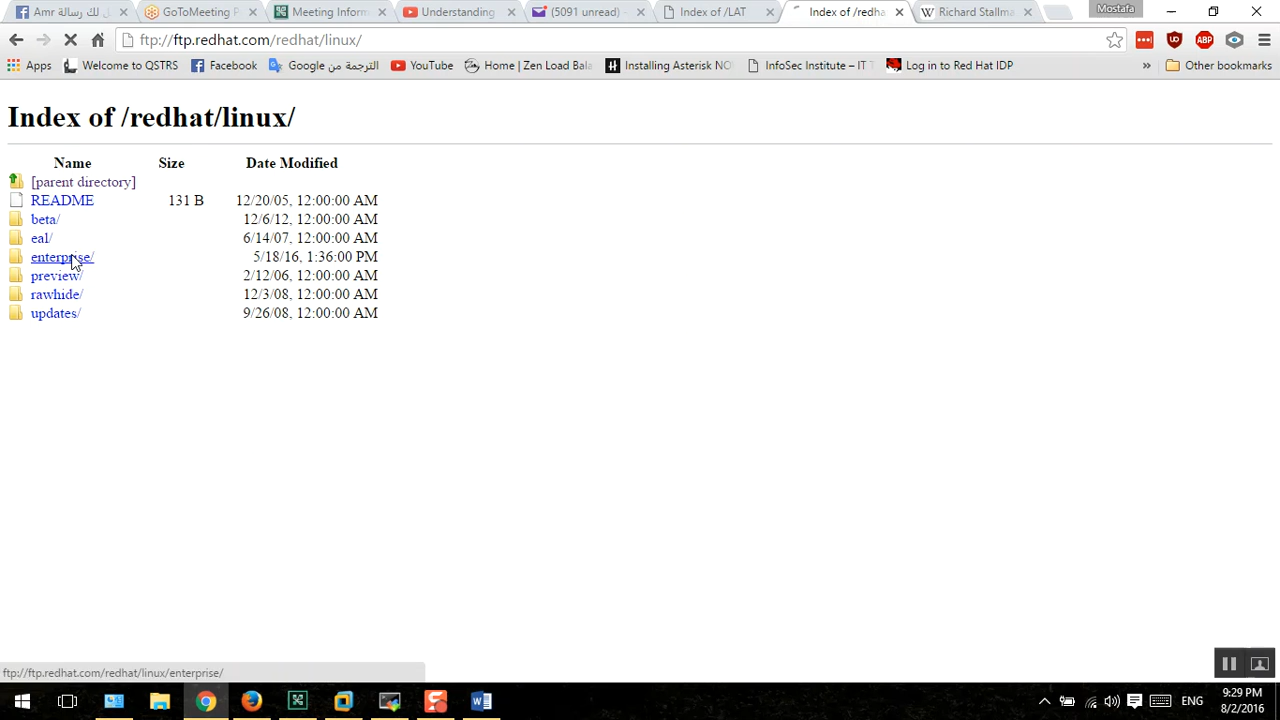 Amr لك رسالة
GoToMeeting P
Meeting Inform
Understanding
(5091 unread) -
Index of /LAT
Index of /redha
Richard Stallma
Mostafa
ftp://ftp.redhat.com/redhat/linux/
ABP
Apps
Welcome to QSTRS
Facebook
الترجمة من Google
YouTube
Home | Zen Load Bala
Installing Asterisk NO
InfoSec Institute – IT T
Log in to Red Hat IDP
»
Other bookmarks
Index of /redhat/linux/
Name Size Date Modified
[parent directory]
README 131 B 12/20/05, 12:00:00 AM
beta/ 12/6/12, 12:00:00 AM
eal/ 6/14/07, 12:00:00 AM
enterprise/ 5/18/16, 1:36:00 PM
preview/ 2/12/06, 12:00:00 AM
rawhide/ 12/3/08, 12:00:00 AM
updates/ 9/26/08, 12:00:00 AM
ftp://ftp.redhat.com/redhat/linux/enterprise/
ENG
9:29 PM
8/2/2016